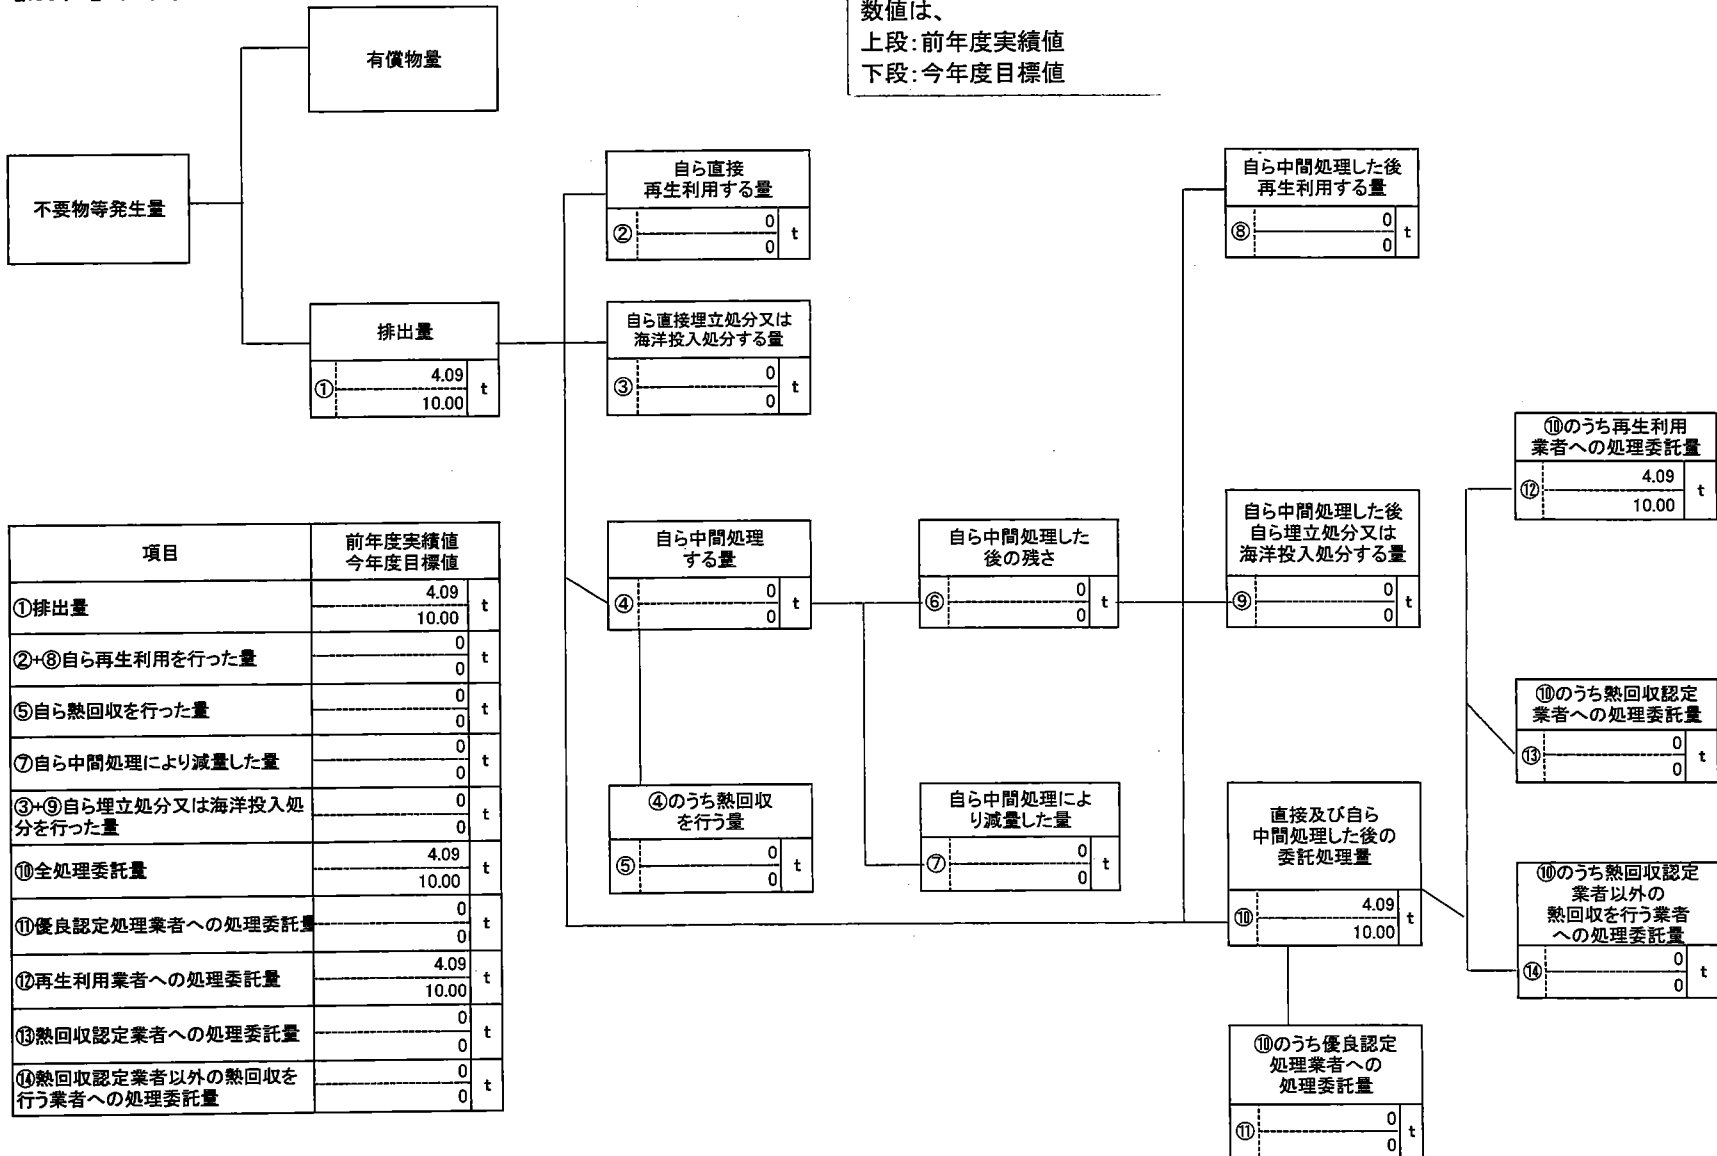 数値は、
上段:前年度実績値
下段:今年度目標値
有償物量
不要物等発生量
排出量
① 4.09 t
10.00
自ら直接
再生利用する量
② 0 t
0
自ら直接埋立処分又は
海洋投入処分する量
③ 0 t
0
自ら中間処理した後
再生利用する量
⑧ 0 t
0
自ら中間処理
する量
④ 0 t
0
自ら中間処理した
後の残さ
⑥ 0 t
0
自ら中間処理した後
自ら埋立処分又は
海洋投入処分する量
⑨ 0 t
0
⑩のうち再生利用
業者への処理委託量
⑫ 4.09 t
10.00
⑩のうち熱回収認定
業者への処理委託量
⑬ 0 t
0
④のうち熱回収
を行う量
⑤ 0 t
0
自ら中間処理によ
り減量した量
⑦ 0 t
0
直接及び自ら
中間処理した後の
委託処理量
⑩ 4.09 t
10.00
⑩のうち熱回収認定
業者以外の
熱回収を行う業者
への処理委託量
⑭ 0 t
0
⑩のうち優良認定
処理業者への
処理委託量
⑪ 0 t
0
項目 前年度実績値
今年度目標値
①排出量 4.09 t
10.00
②+⑧自ら再生利用を行った量 0 t
0
⑤自ら熱回収を行った量 0 t
0
⑦自ら中間処理により減量した量 0 t
0
③+⑨自ら埋立処分又は海洋投入処 0 t
分を行った量 0
⑩全処理委託量 4.09 t
10.00
⑪優良認定処理業者への処理委託量 0 t
0
⑫再生利用業者への処理委託量 4.09 t
10.00
⑬熱回収認定業者への処理委託量 0 t
0
⑭熱回収認定業者以外の熱回収を 0 t
行う業者への処理委託量 0